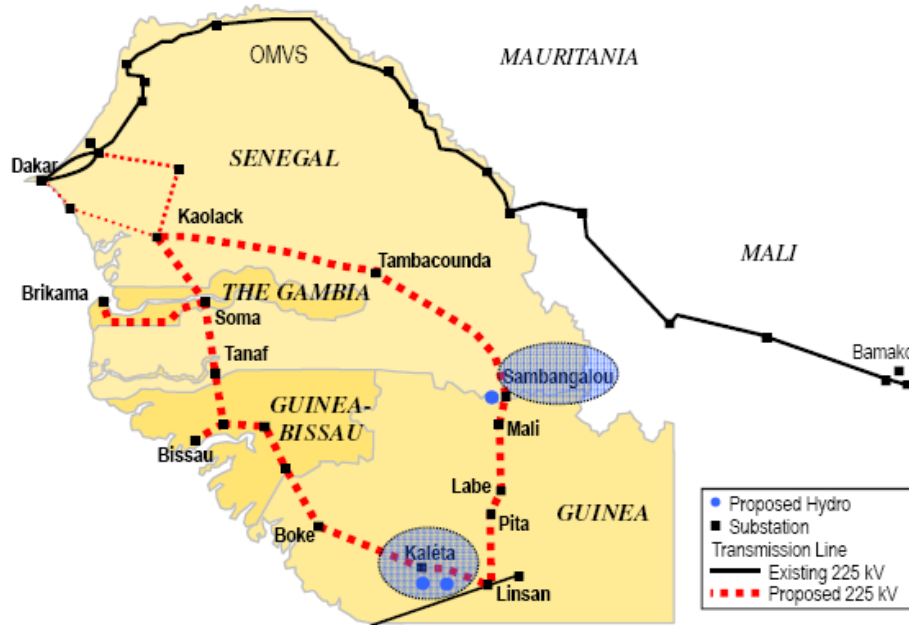 OMVS
MAURITANIA
SENEGAL
Dakar
Kaolack
MALI
Tambacounda
Brikama
THE GAMBIA
Soma
Bamako
Tanaf
Sambangalou
GUINEA-
BISSAU
Mali
Bissau
Labe
GUINEA
Pita
Boke
Kaléta
Linsan
Proposed Hydro
Substation
Transmission Line
Existing 225 kV
Proposed 225 kV